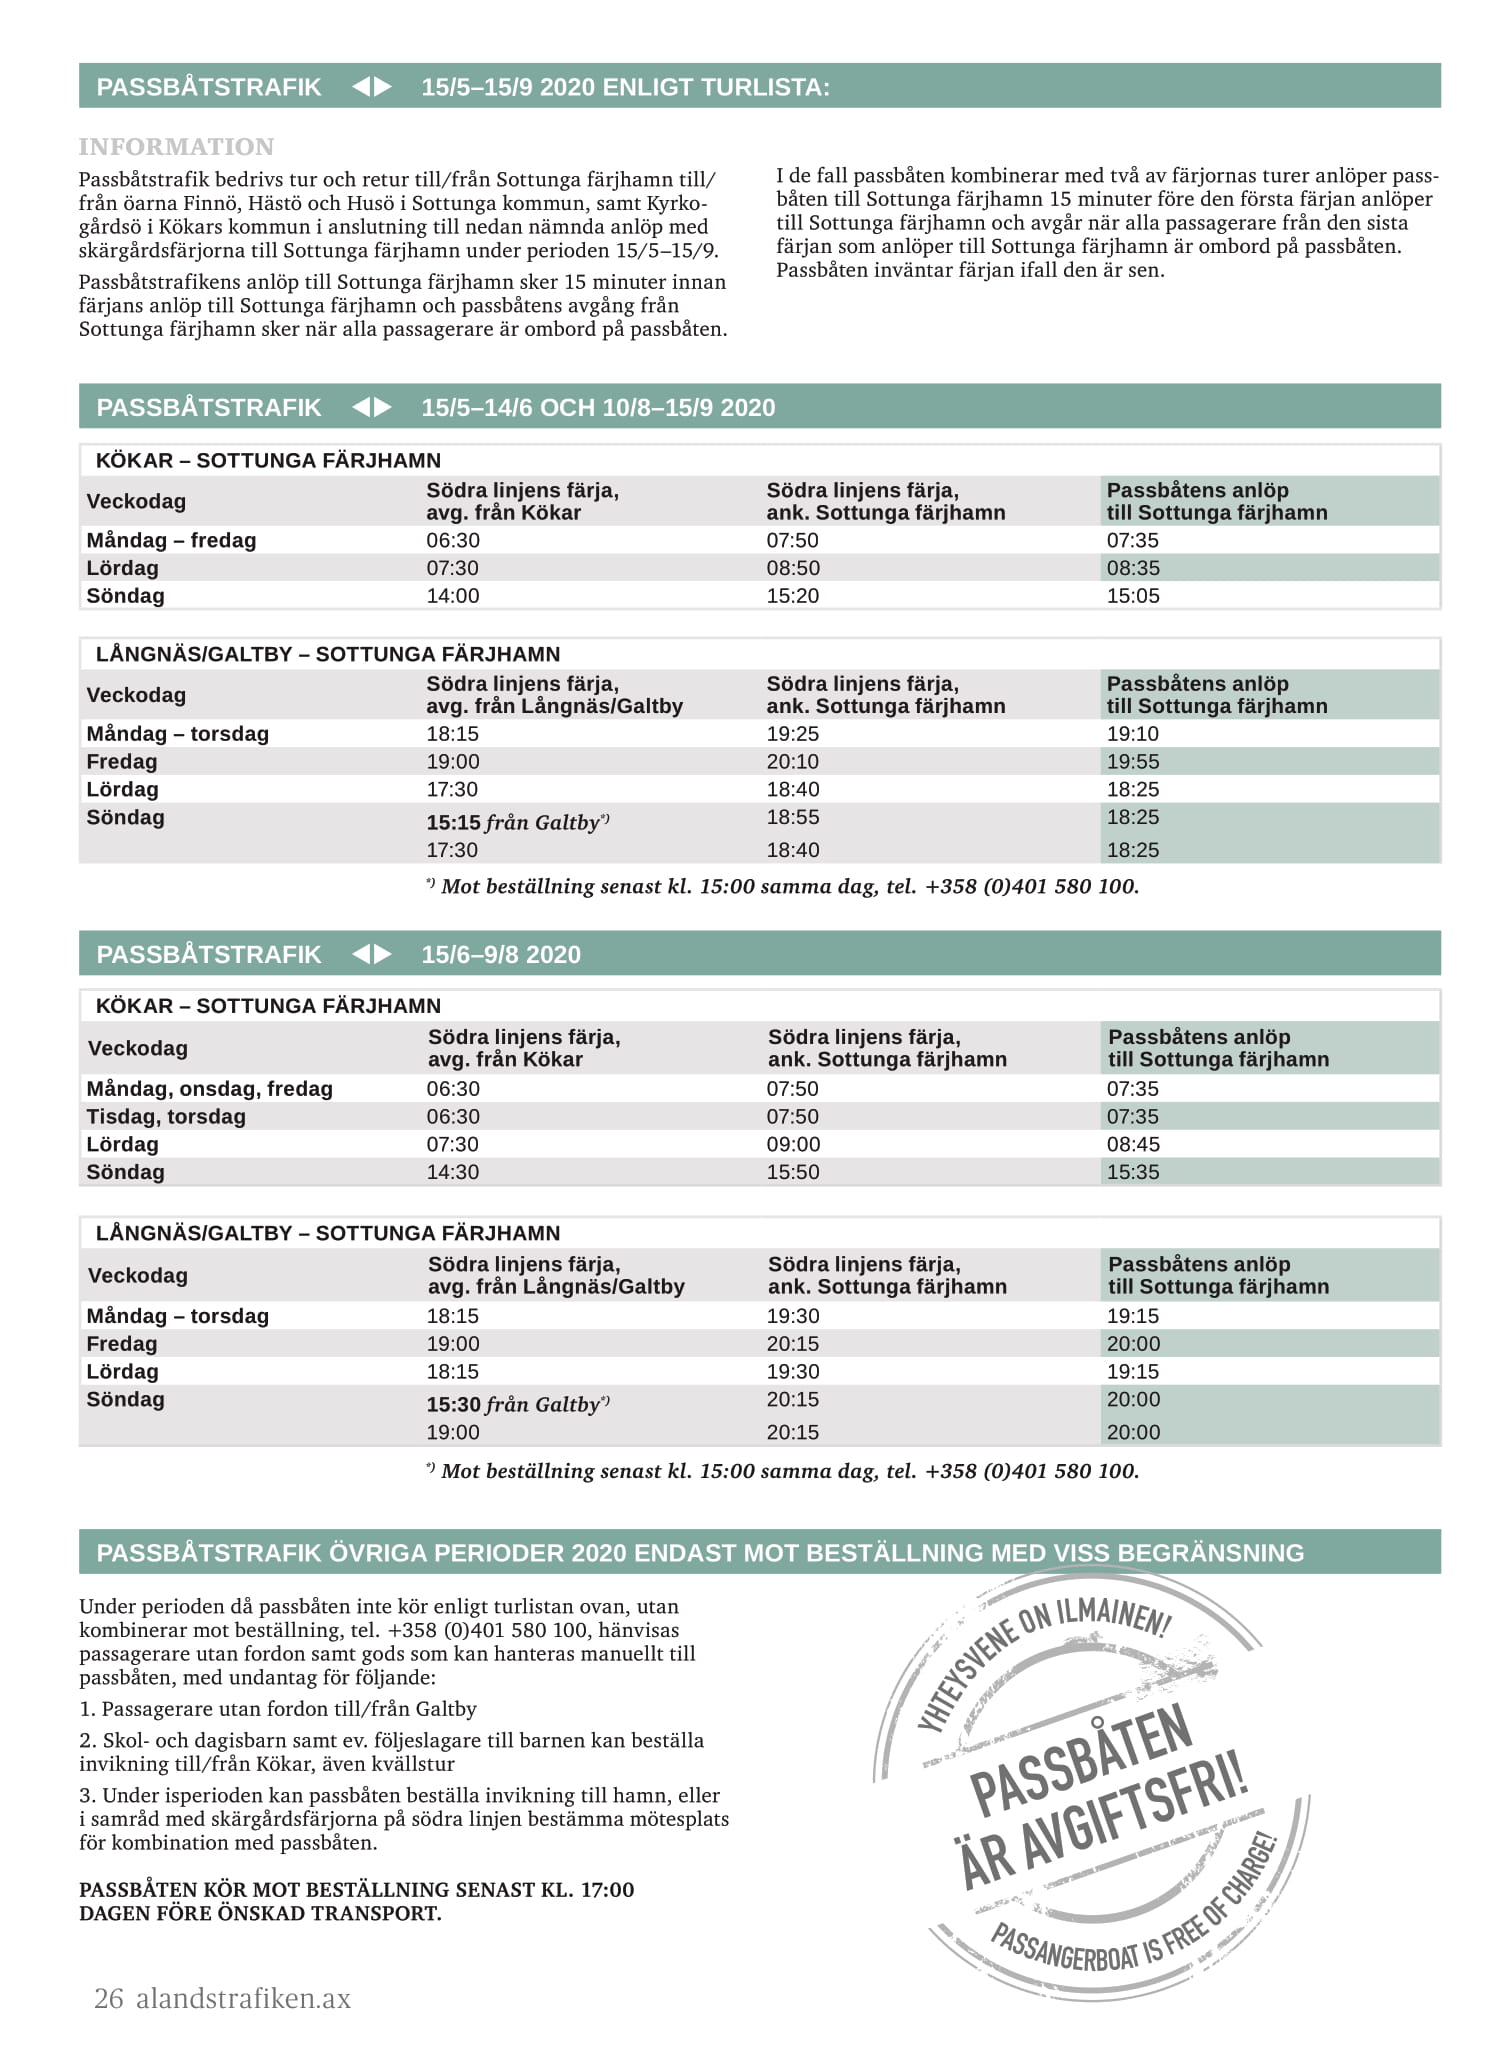 PASSBÅTSTRAFIK ◀▶ 15/5–15/9 2020 ENLIGT TURLISTA:
INFORMATION
Passbåtstrafik bedrivs tur och retur till/från Sottunga färjhamn till/
från öarna Finnö, Hästö och Husö i Sottunga kommun, samt Kyrko-
gårdsö i Kökars kommun i anslutning till nedan nämnda anlöp med
skärgårdsfärjorna till Sottunga färjhamn under perioden 15/5–15/9.
Passbåtstrafikens anlöp till Sottunga färjhamn sker 15 minuter innan
färjans anlöp till Sottunga färjhamn och passbåtens avgång från
Sottunga färjhamn sker när alla passagerare är ombord på passbåten.
I de fall passbåten kombinerar med två av färjornas turer anlöper pass-
båten till Sottunga färjhamn 15 minuter före den första färjan anlöper
till Sottunga färjhamn och avgår när alla passagerare från den sista
färjan som anlöper till Sottunga färjhamn är ombord på passbåten.
Passbåten inväntar färjan ifall den är sen.
PASSBÅTSTRAFIK ◀▶ 15/5–14/6 OCH 10/8–15/9 2020
KÖKAR – SOTTUNGA FÄRJHAMN
Veckodag Södra linjens färja, avg. från Kökar Södra linjens färja, ank. Sottunga färjhamn Passbåtens anlöp till Sottunga färjhamn
Måndag – fredag 06:30 07:50 07:35
Lördag 07:30 08:50 08:35
Söndag 14:00 15:20 15:05
LÅNGNÄS/GALTBY – SOTTUNGA FÄRJHAMN
Veckodag Södra linjens färja, avg. från Långnäs/Galtby Södra linjens färja, ank. Sottunga färjhamn Passbåtens anlöp till Sottunga färjhamn
Måndag – torsdag 18:15 19:25 19:10
Fredag 19:00 20:10 19:55
Lördag 17:30 18:40 18:25
Söndag 15:15 från Galtby*) 18:55 18:25
17:30 18:40 18:25
*) Mot beställning senast kl. 15:00 samma dag, tel. +358 (0)401 580 100.
PASSBÅTSTRAFIK ◀▶ 15/6–9/8 2020
KÖKAR – SOTTUNGA FÄRJHAMN
Veckodag Södra linjens färja, avg. från Kökar Södra linjens färja, ank. Sottunga färjhamn Passbåtens anlöp till Sottunga färjhamn
Måndag, onsdag, fredag 06:30 07:50 07:35
Tisdag, torsdag 06:30 07:50 07:35
Lördag 07:30 09:00 08:45
Söndag 14:30 15:50 15:35
LÅNGNÄS/GALTBY – SOTTUNGA FÄRJHAMN
Veckodag Södra linjens färja, avg. från Långnäs/Galtby Södra linjens färja, ank. Sottunga färjhamn Passbåtens anlöp till Sottunga färjhamn
Måndag – torsdag 18:15 19:30 19:15
Fredag 19:00 20:15 20:00
Lördag 18:15 19:30 19:15
Söndag 15:30 från Galtby*) 20:15 20:00
19:00 20:15 20:00
*) Mot beställning senast kl. 15:00 samma dag, tel. +358 (0)401 580 100.
PASSBÅTSTRAFIK ÖVRIGA PERIODER 2020 ENDAST MOT BESTÄLLNING MED VISS BEGRÄNSNING
Under perioden då passbåten inte kör enligt turlistan ovan, utan
kombinerar mot beställning, tel. +358 (0)401 580 100, hänvisas
passagerare utan fordon samt gods som kan hanteras manuellt till
passbåten, med undantag för följande:
1. Passagerare utan fordon till/från Galtby
2. Skol- och dagisbarn samt ev. följeslagare till barnen kan beställa
invikning till/från Kökar, även kvällstur
3. Under isperioden kan passbåten beställa invikning till hamn, eller
i samråd med skärgårdsfärjorna på södra linjen bestämma mötesplats
för kombination med passbåten.
PASSBÅTEN KÖR MOT BESTÄLLNING SENAST KL. 17:00
DAGEN FÖRE ÖNSKAD TRANSPORT.
YHTEYSVENE ON ILMAINEN!
PASSBÅTEN
ÄR AVGIFTSFRI!
PASSANGERBOAT IS FREE OF CHARGE!
26 alandstrafiken.ax